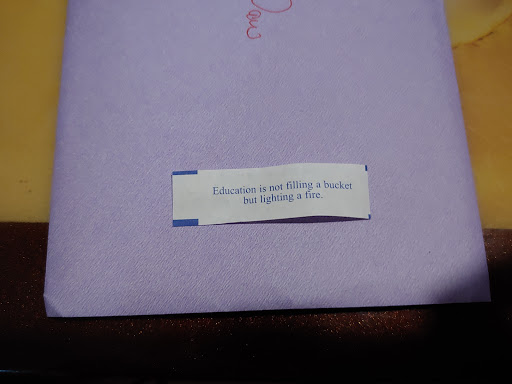 Education is not filling a bucket
but lighting a fire.